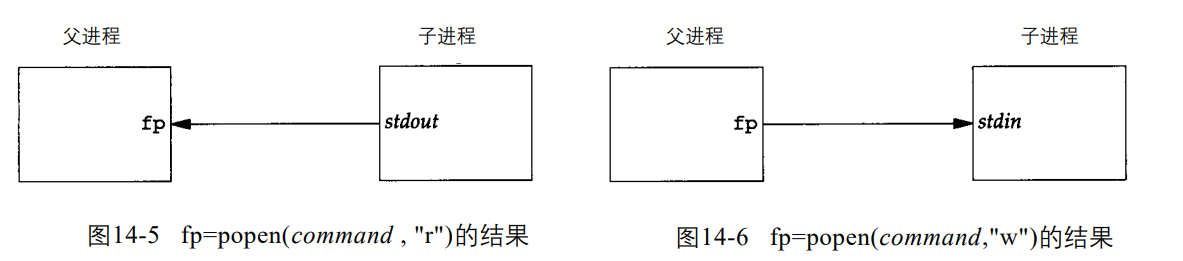 父进程 子进程 父进程 子进程
fp stdout fp stdin
图14-5 fp=popen(command , "r")的结果 图14-6 fp=popen(command,"w")的结果